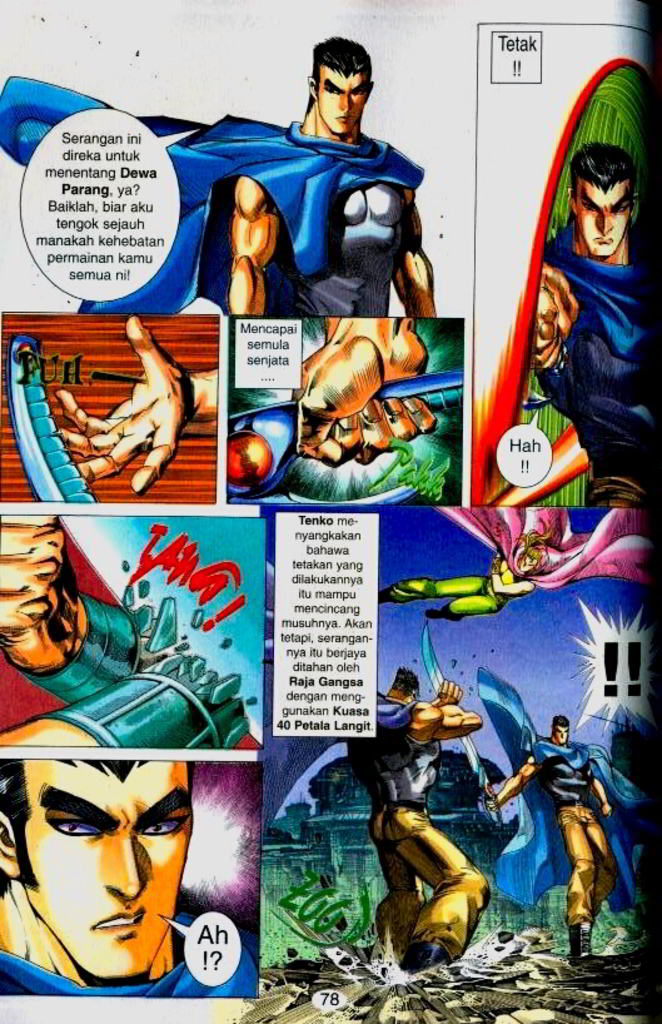 Serangan ini
direka untuk
menentang Dewa
Parang, ya?
Baiklah, biar aku
tengok sejauh
manakah kehebatan
permainan kamu
semua ni!
Tetak
!!
Hah
!!
FUH
Mencapai
semula
senjata
....
TANG!
Tenko me-
nyangkakan
bahawa
tetakan yang
dilakukannya
itu mampu
mencincang
musuhnya. Akan
tetapi, serangan-
nya itu berjaya
ditahan oleh
Raja Gangsa
dengan meng-
gunakan Kuasa
40 Petala Langit.
!!
Ah
!?
78